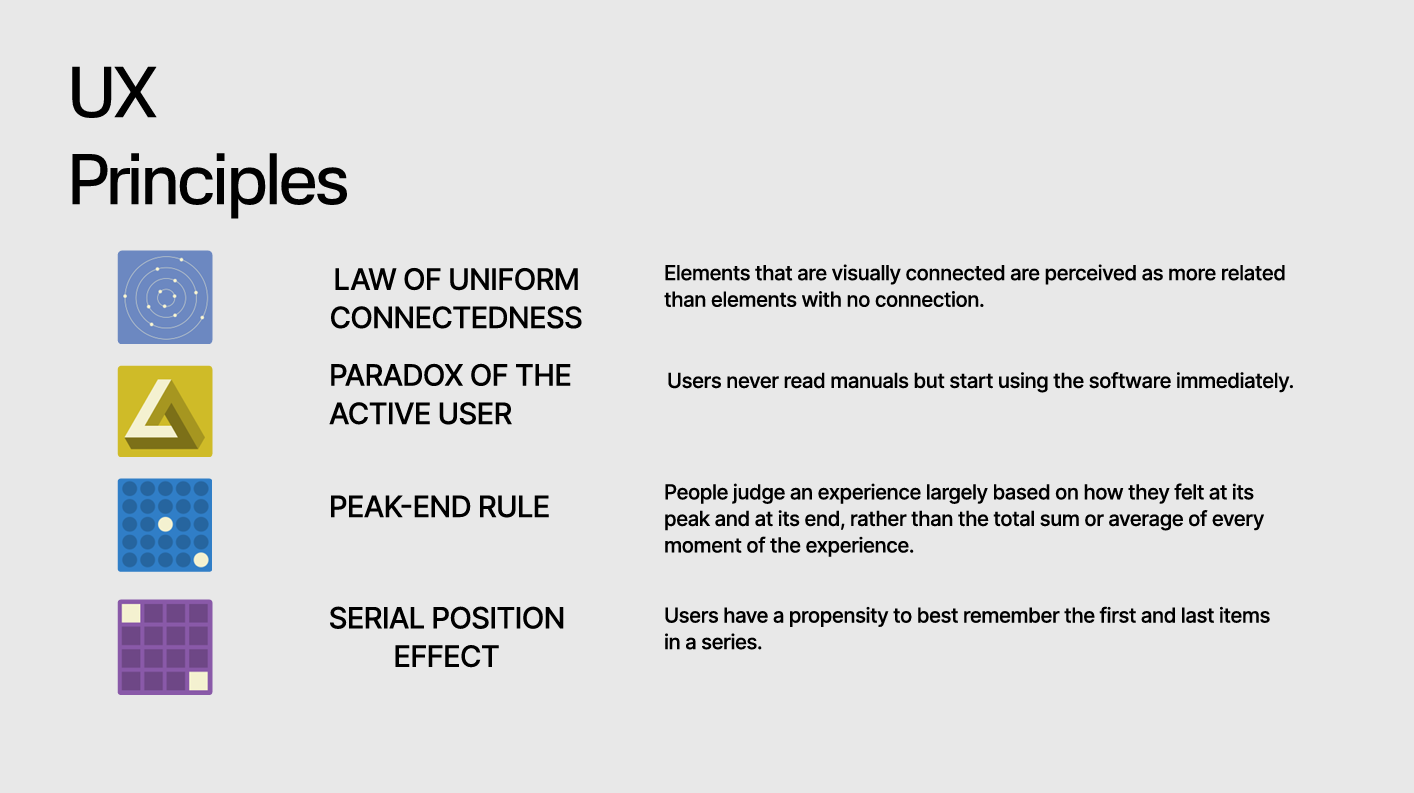 UX
Principles
LAW OF UNIFORM
CONNECTEDNESS
Elements that are visually connected are perceived as more related
than elements with no connection.
PARADOX OF THE
ACTIVE USER
Users never read manuals but start using the software immediately.
PEAK-END RULE
People judge an experience largely based on how they felt at its
peak and at its end, rather than the total sum or average of every
moment of the experience.
SERIAL POSITION
EFFECT
Users have a propensity to best remember the first and last items
in a series.